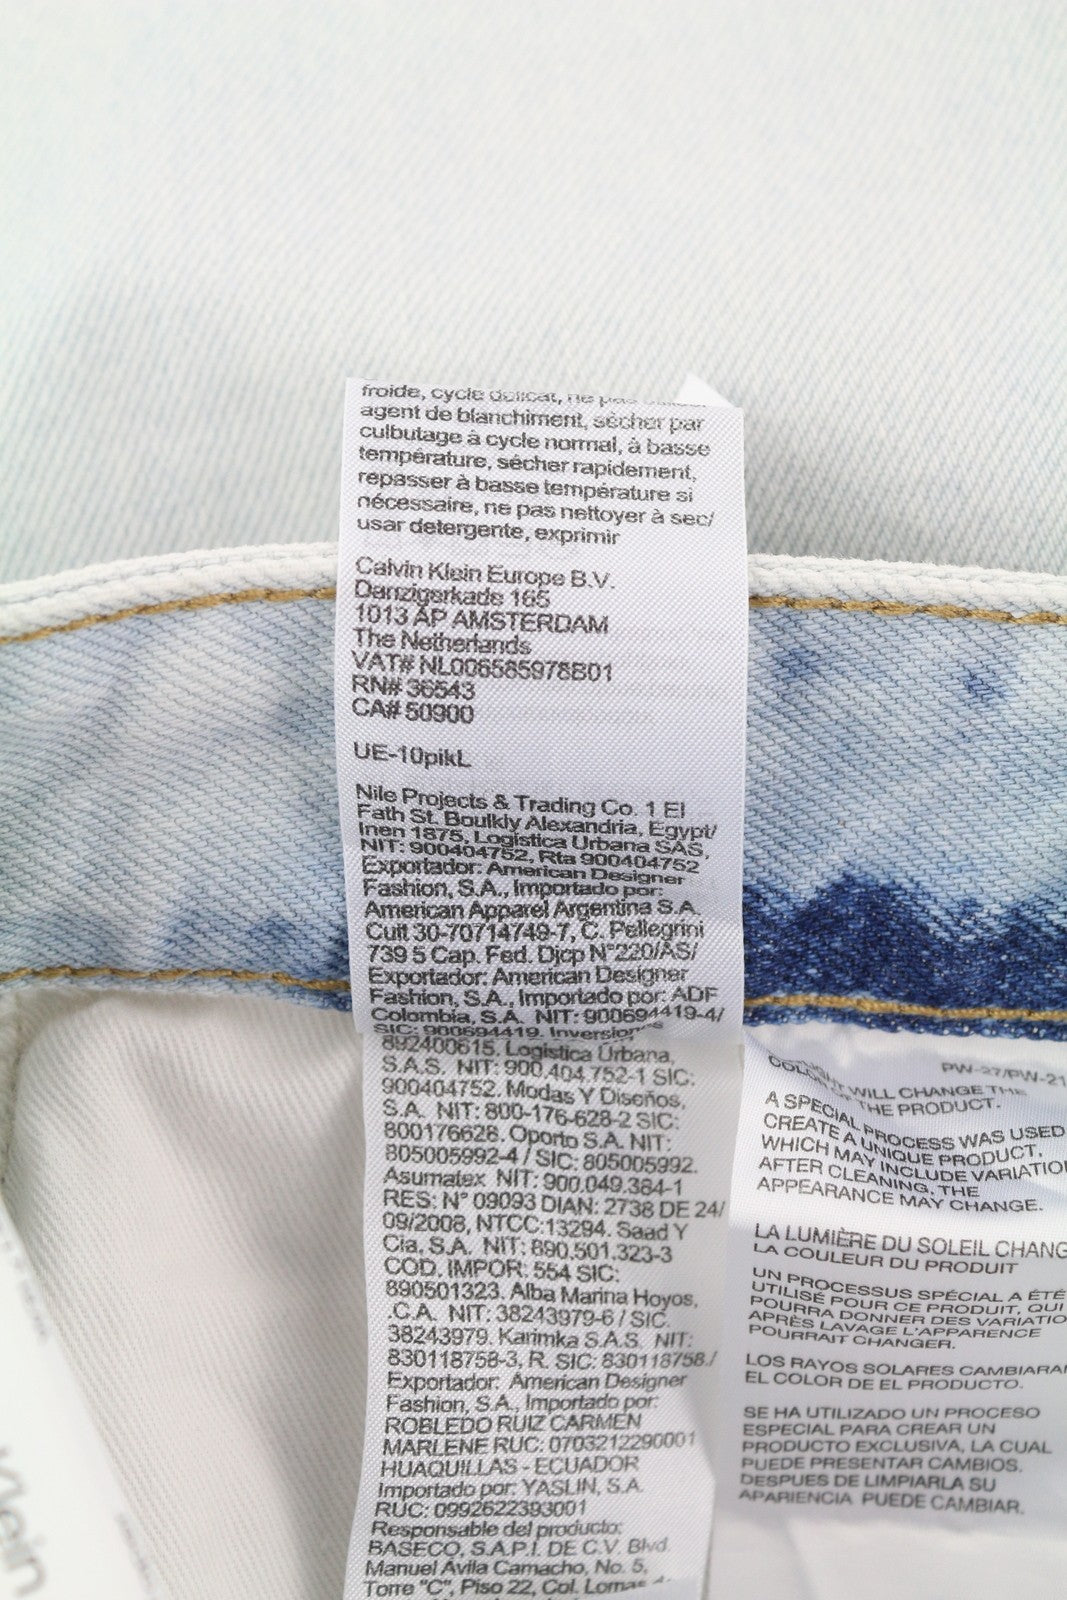 froide, cycle délicat, ne pas
agent de blanchiment, sécher par
culbutage à cycle normal, à basse
température, sécher rapidement,
repasser à basse température si
nécessaire, ne pas nettoyer à sec/
usar detergente, exprimir
Calvin Klein Europe B.V.
Danzigerkade 165
1013 AP AMSTERDAM
The Netherlands
VAT# NL006585978B01
RN# 36543
CA# 50900
UE-10pikL
Nile Projects & Trading Co. 1 El
Fath St. Boulkly Alexandria, Egypt/
Inen 1875, Logística Urbana SAS,
NIT: 900404752, Rta 900404752
Exportador: American Designer
Fashion, S.A., Importado por:
American Apparel Argentina S.A.
Cuit 30-70714749-7, C. Pellegrini
739 5 Cap. Fed. Djcp N°220/AS/
Exportador: American Designer
Fashion, S.A., Importado por: ADF
Colombia, S.A. NIT: 900694419-4/
SIC: 900694419. Inversiones
892400615. Logística Urbana,
S.A.S. NIT: 900.404.752-1 SIC:
900404752. Modas Y Diseños,
S.A. NIT: 800-176-628-2 SIC:
800176628. Oporto S.A. NIT:
805005992-4 / SIC: 805005992.
Asumatex NIT: 900.049.384-1
RES: N° 09093 DIAN: 2738 DE 24/
09/2008, NTCC:13294. Saad Y
Cia, S.A. NIT: 890.501.323-3
COD. IMPOR: 554 SIC:
890501323. Alba Marina Hoyos,
.C.A. NIT: 38243979-6 / SIC.
38243979. Karimka S.A.S. NIT:
830118758-3, R. SIC: 830118758./
Exportador: American Designer
Fashion, S.A., Importado por:
ROBLEDO RUIZ CARMEN
MARLENE RUC: 0703212290001
HUAQUILLAS - ECUADOR
Importado por: YASLIN, S.A.
RUC: 0992622393001
Responsable del producto:
BASECO, S.A.P.I. DE C.V. Blvd
Manuel Ávila Camacho, No. 5,
Torre "C", Piso 22, Col. Lomas
PW-27/PW-21
WILL CHANGE THE
THE PRODUCT.
A SPECIAL PROCESS WAS USED
CREATE A UNIQUE PRODUCT,
WHICH MAY INCLUDE VARIATIO
AFTER CLEANING, THE
APPEARANCE MAY CHANGE.
LA LUMIÈRE DU SOLEIL CHANG
LA COULEUR DU PRODUIT
UN PROCESSUS SPÉCIAL A ÉTÉ
UTILISÉ POUR CE PRODUIT, QUI
POURRA DONNER DES VARIATIO
APRÈS LAVAGE L'APPARENCE
POURRAIT CHANGER.
LOS RAYOS SOLARES CAMBIARAN
EL COLOR DE EL PRODUCTO.
SE HA UTILIZADO UN PROCESO
ESPECIAL PARA CREAR UN
PRODUCTO EXCLUSIVA, LA CUAL
PUEDE PRESENTAR CAMBIOS.
DESPUES DE LIMPIARLA SU
APARIENCIA PUEDE CAMBIAR.
Klein